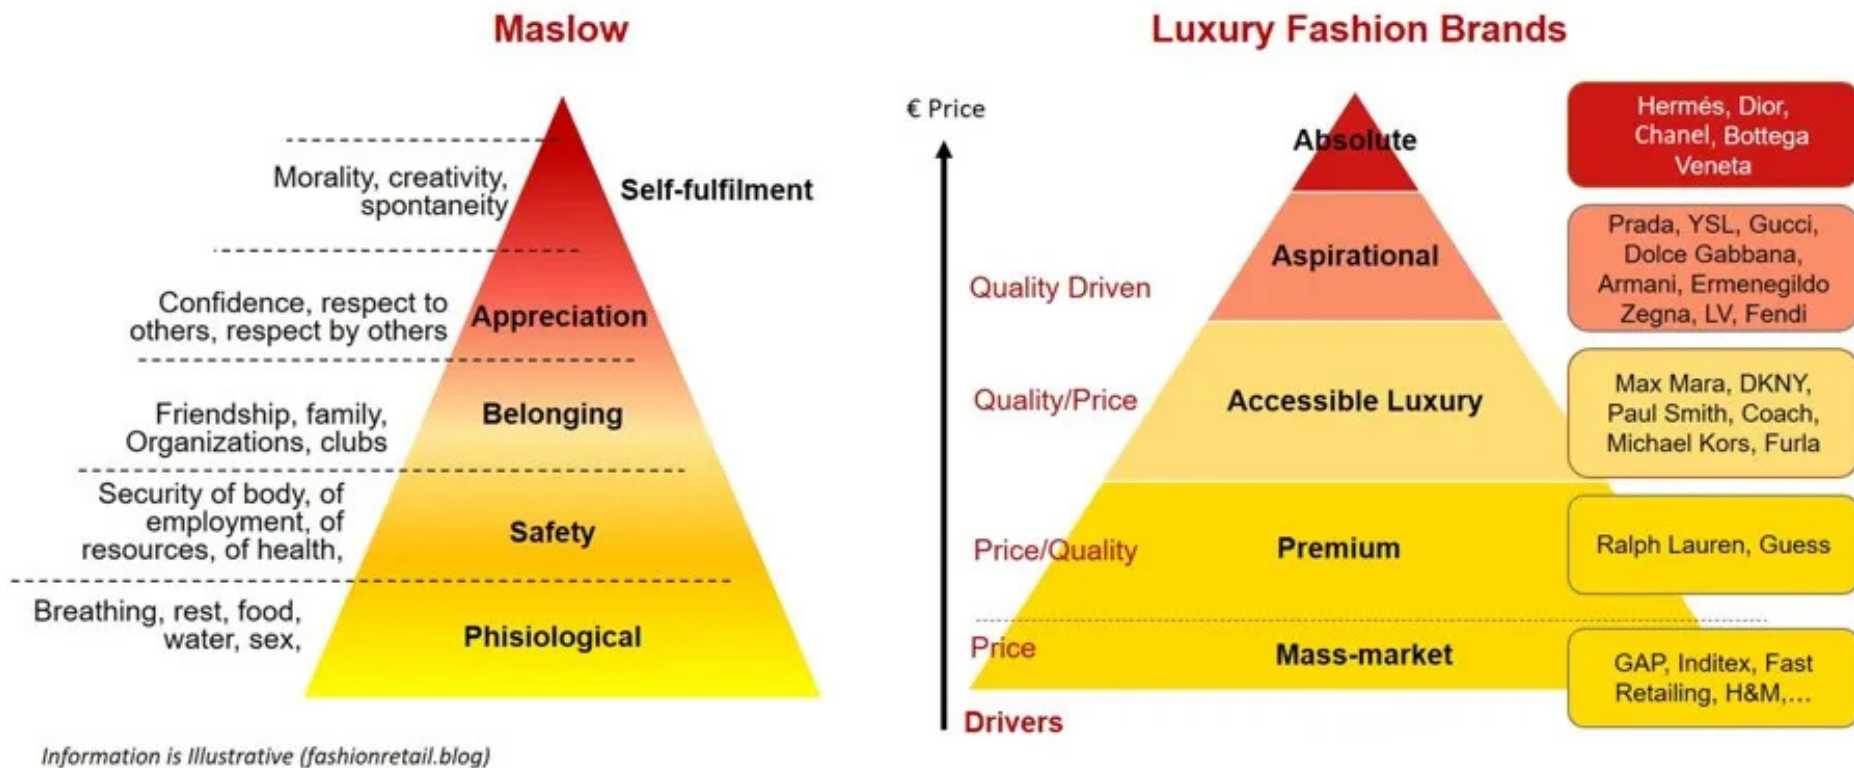 Maslow
Morality, creativity,
spontaneity
Self-fulfilment
Confidence, respect to
others, respect by others
Appreciation
Friendship, family,
Organizations, clubs
Belonging
Security of body, of
employment, of
resources, of health,
Safety
Breathing, rest, food,
water, sex,
Phisiological
Information is Illustrative (fashionretail.blog)
Luxury Fashion Brands
€ Price
Absolute
Hermés, Dior,
Chanel, Bottega
Veneta
Quality Driven
Aspirational
Prada, YSL, Gucci,
Dolce Gabbana,
Armani, Ermenegildo
Zegna, LV, Fendi
Quality/Price
Accessible Luxury
Max Mara, DKNY,
Paul Smith, Coach,
Michael Kors, Furla
Price/Quality
Premium
Ralph Lauren, Guess
Price
Mass-market
GAP, Inditex, Fast
Retailing, H&M,...
Drivers